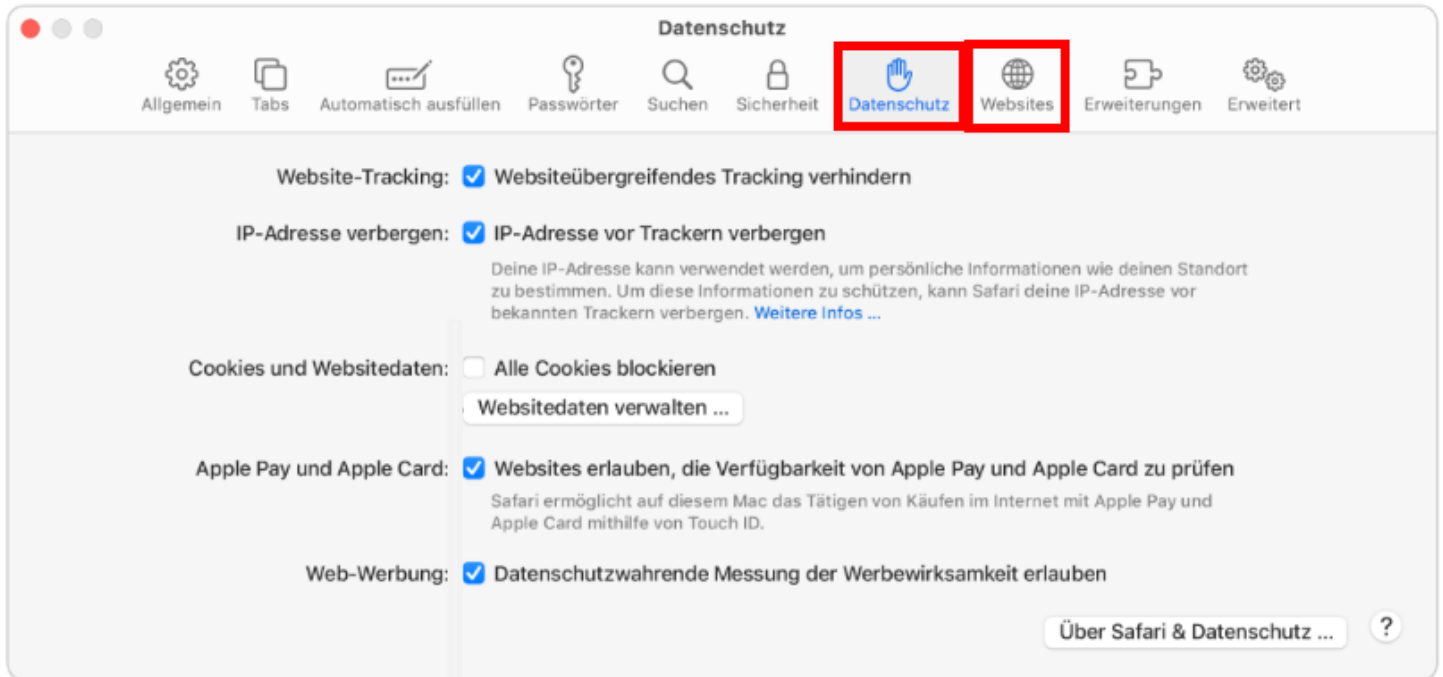 Datenschutz
Allgemein Tabs Automatisch ausfüllen Passwörter Suchen Sicherheit Datenschutz Websites Erweiterungen Erweitert
Website-Tracking: Websiteübergreifendes Tracking verhindern
IP-Adresse verbergen: IP-Adresse vor Trackern verbergen
Deine IP-Adresse kann verwendet werden, um persönliche Informationen wie deinen Standort
zu bestimmen. Um diese Informationen zu schützen, kann Safari deine IP-Adresse vor
bekannten Trackern verbergen. Weitere Infos ...
Cookies und Websitedaten: Alle Cookies blockieren
Websitedaten verwalten ...
Apple Pay und Apple Card: Websites erlauben, die Verfügbarkeit von Apple Pay und Apple Card zu prüfen
Safari ermöglicht auf diesem Mac das Tätigen von Käufen im Internet mit Apple Pay und
Apple Card mithilfe von Touch ID.
Web-Werbung: Datenschutzwahrende Messung der Werbewirksamkeit erlauben
Über Safari & Datenschutz ... ?